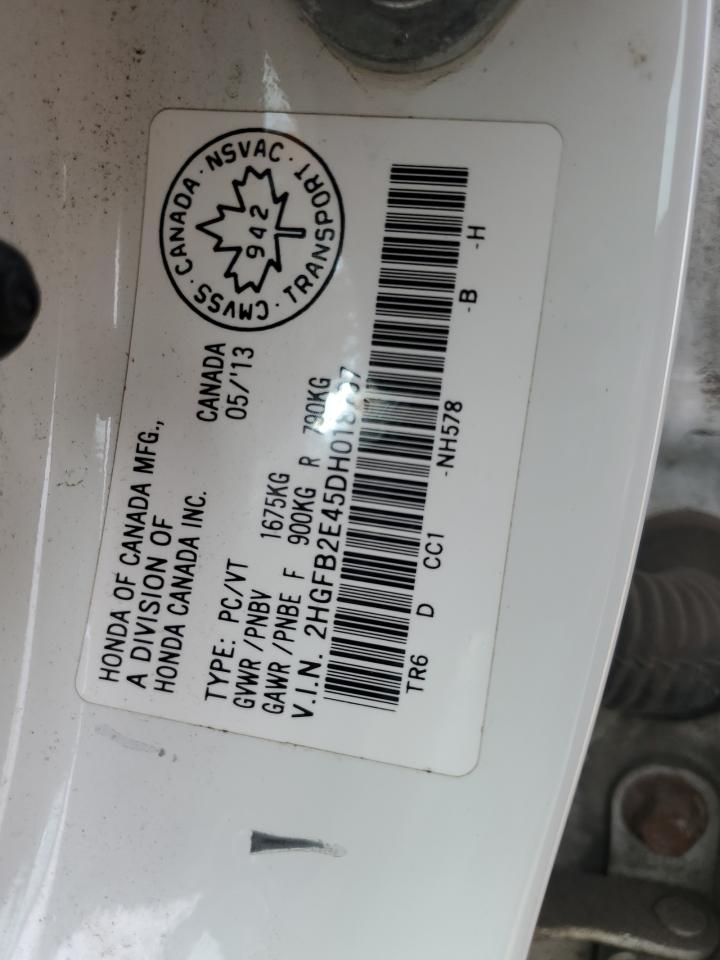 HONDA OF CANADA MFG.,
A DIVISION OF
HONDA CANADA INC.
CANADA
05/'13
CMVSS · CANADA · NSVAC · TRANSPORT ·
942
TYPE: PC/VT
GVWR/PNBV 1675KG
GAWR/PNBE F 900KG R 790KG
V.I.N.
TR6 D CC1 -NH578 -B -H